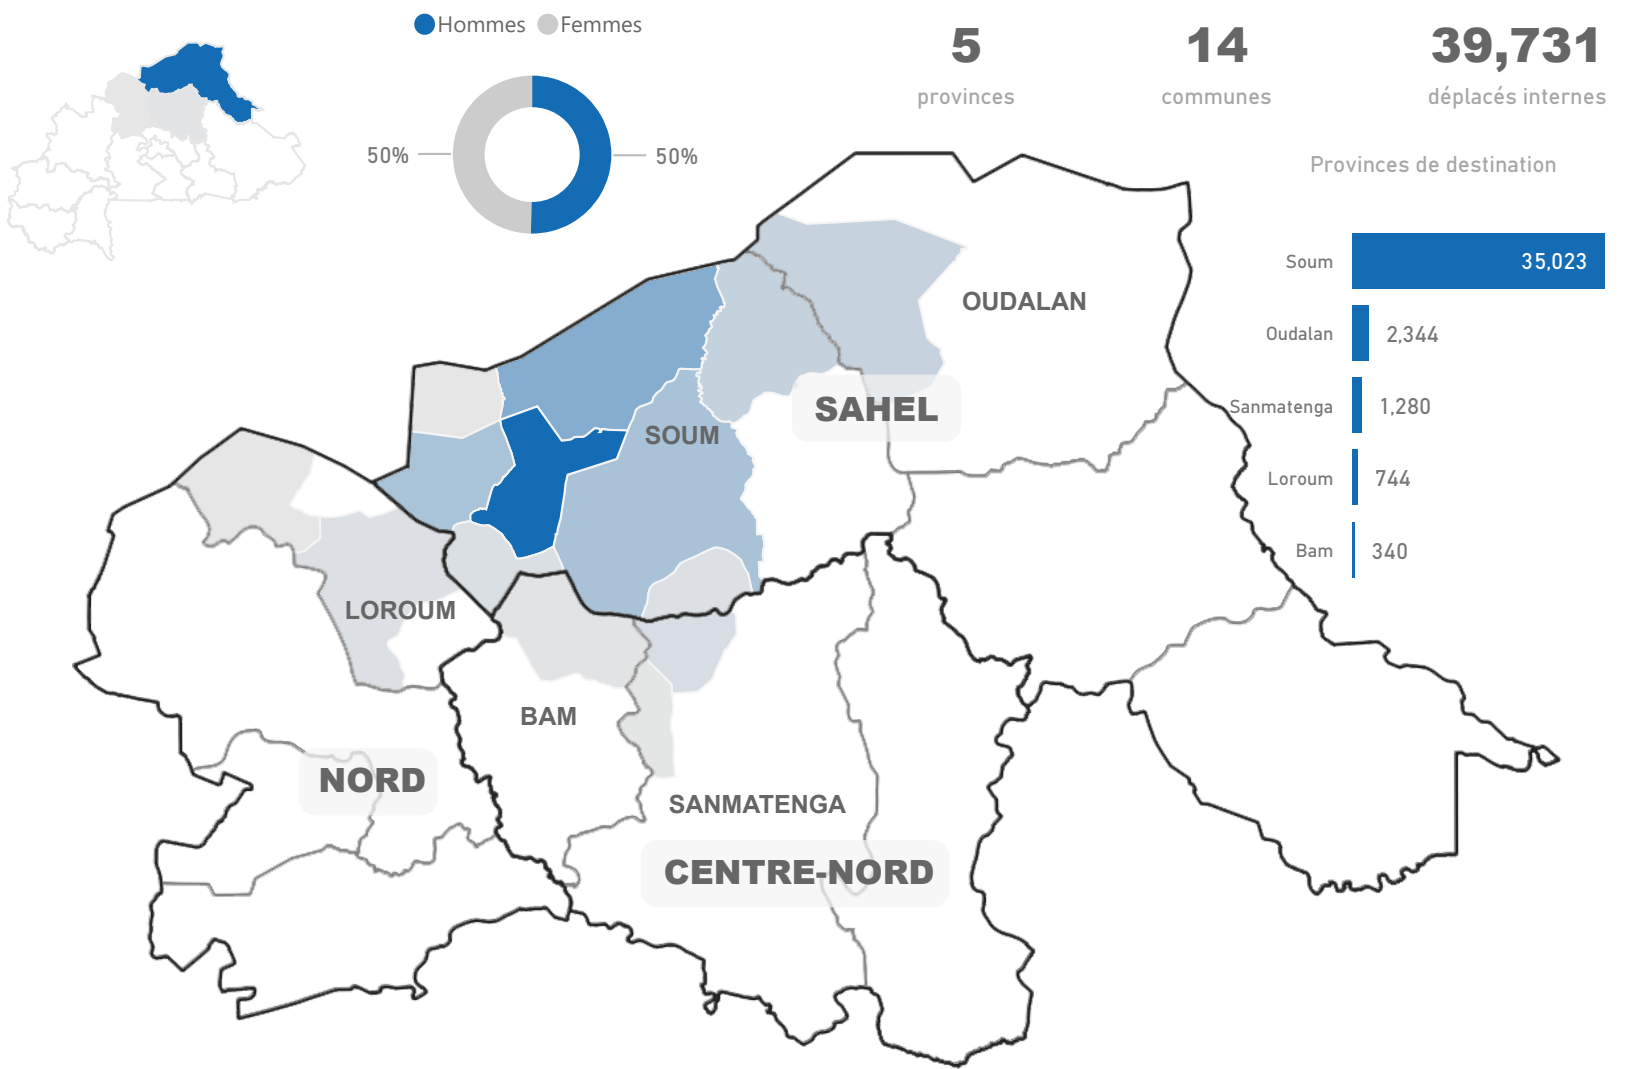 Hommes Femmes
50%
50%
5
provinces
14
communes
39,731
déplacés internes
Provinces de destination
Soum 35,023
Oudalan 2,344
Sanmatenga 1,280
Loroum 744
Bam 340
OUDALAN
SAHEL
SOUM
LOROUM
BAM
NORD
SANMATENGA
CENTRE-NORD